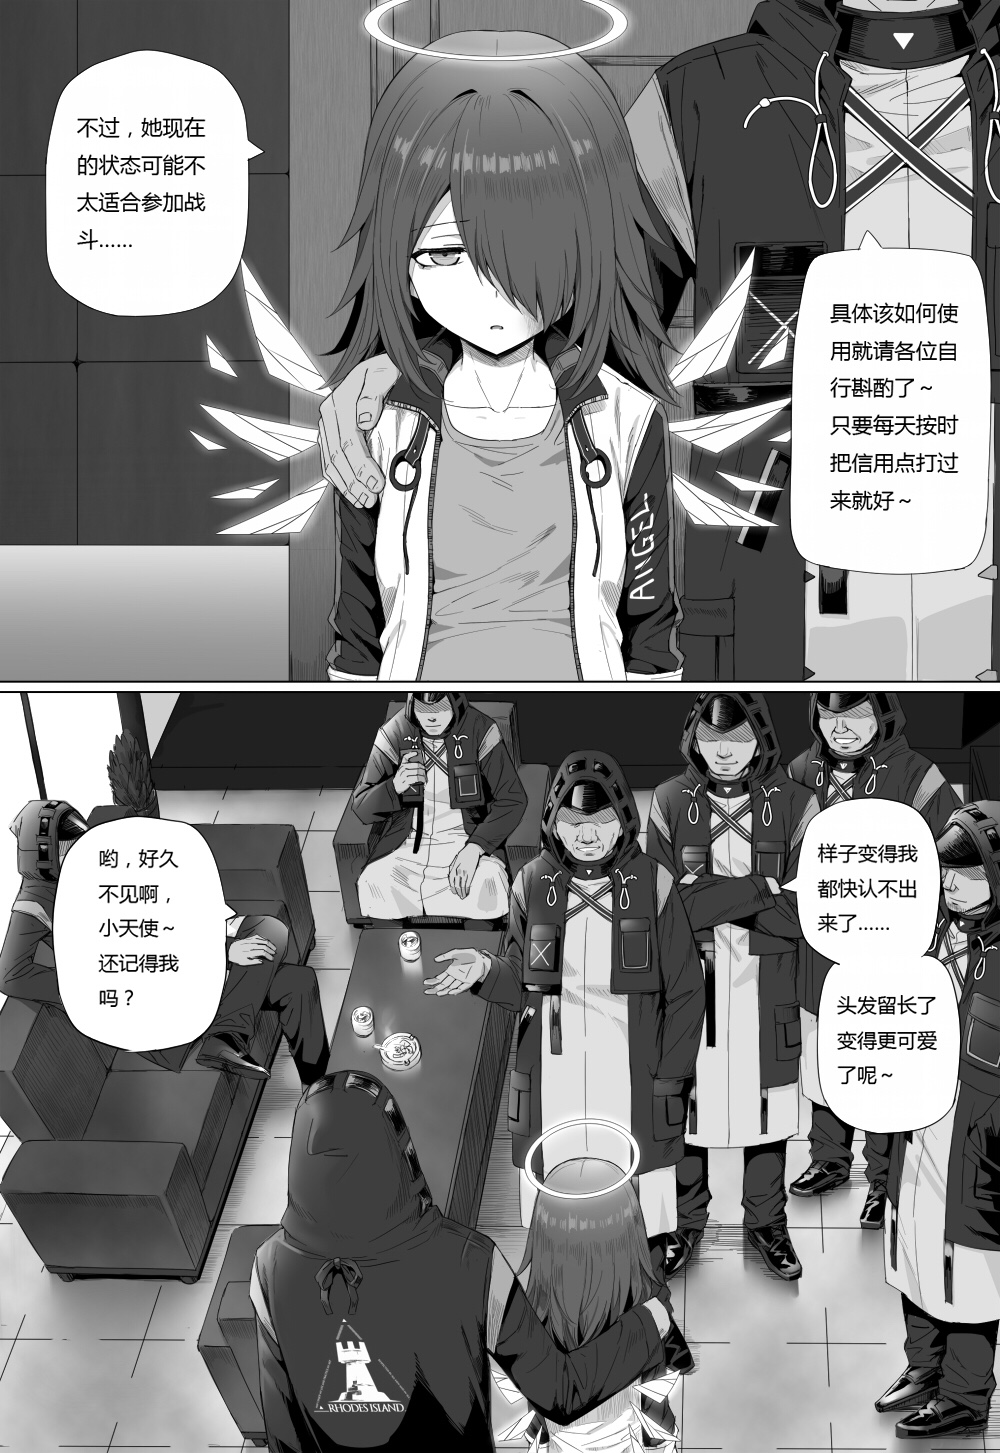 不过，她现在
的状态可能不
太适合参加战
斗……
具体该如何使
用就请各位自
行斟酌了～
只要每天按时
把信用点打过
来就好～
ANGEL
哟，好久
不见啊，
小天使～
还记得我
吗？
样子变得我
都快认不出
来了……
头发留长了
变得更可爱
了呢～
RHODES ISLAND